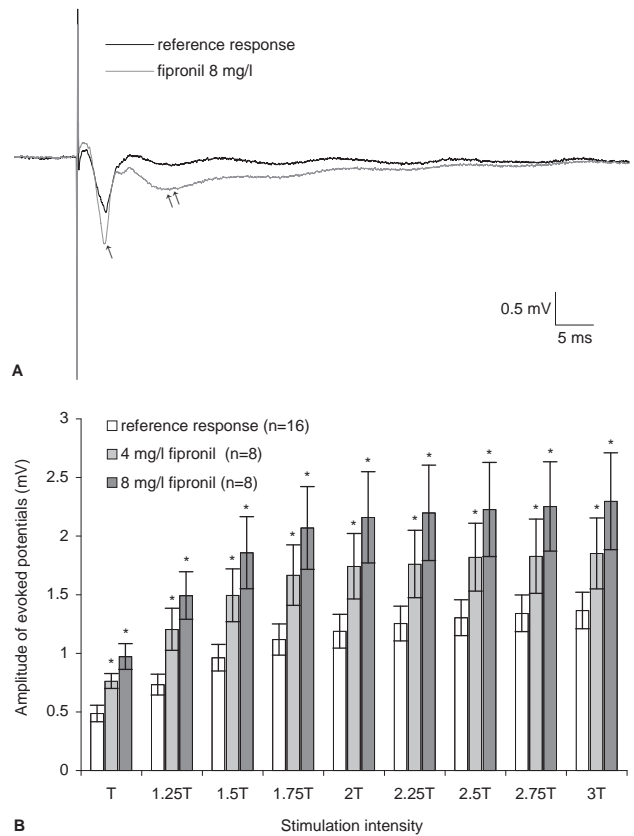 reference response
fipronil 8 mg/l
0.5 mV
5 ms
A
3
2.5
2
1.5
1
0.5
0
Amplitude of evoked potentials (mV)
reference response (n=16)
4 mg/l fipronil (n=8)
8 mg/l fipronil (n=8)
* * * * * * * * * * * * * * * * * *
T 1.25T 1.5T 1.75T 2T 2.25T 2.5T 2.75T 3T
B
Stimulation intensity